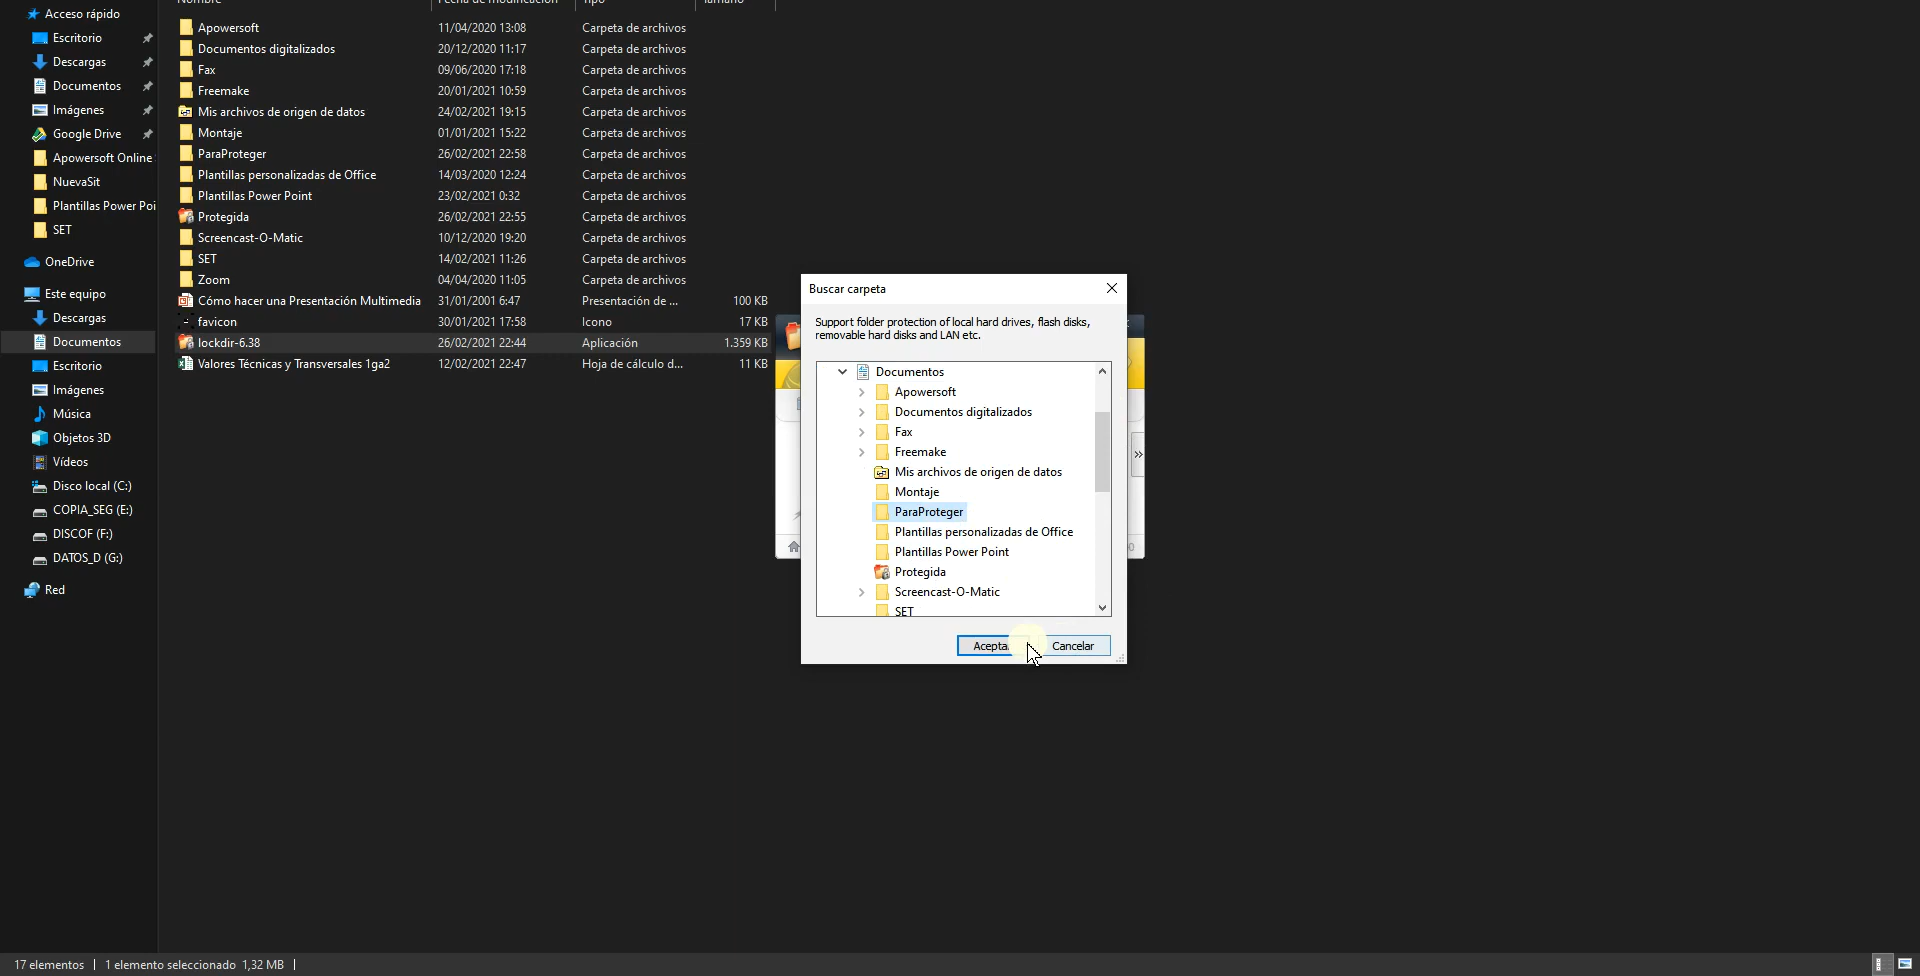 Acceso rápido
Escritorio
Descargas
Documentos
Imágenes
Google Drive
Apowersoft Online
NuevaSit
Plantillas Power Poi
SET
OneDrive
Este equipo
Descargas
Documentos
Escritorio
Imágenes
Música
Objetos 3D
Vídeos
Disco local (C:)
COPIA_SEG (E:)
DISCOF (F:)
DATOS_D (G:)
Red
Apowersoft 11/04/2020 13:08 Carpeta de archivos
Documentos digitalizados 20/12/2020 11:17 Carpeta de archivos
Fax 09/06/2020 17:18 Carpeta de archivos
Freemake 20/01/2021 10:59 Carpeta de archivos
Mis archivos de origen de datos 24/02/2021 19:15 Carpeta de archivos
Montaje 01/01/2021 15:22 Carpeta de archivos
ParaProteger 26/02/2021 22:58 Carpeta de archivos
Plantillas personalizadas de Office 14/03/2020 12:24 Carpeta de archivos
Plantillas Power Point 23/02/2021 0:32 Carpeta de archivos
Protegida 26/02/2021 22:55 Carpeta de archivos
Screencast-O-Matic 10/12/2020 19:20 Carpeta de archivos
SET 14/02/2021 11:26 Carpeta de archivos
Zoom 04/04/2020 11:05 Carpeta de archivos
Cómo hacer una Presentación Multimedia 31/01/2001 6:47 Presentación de ... 100 KB
favicon 30/01/2021 17:58 Icono 17 KB
lockdir-6.38 26/02/2021 22:44 Aplicación 1.359 KB
Valores Técnicos y Transversales 1ga2 12/02/2021 22:47 Hoja de cálculo d... 11 KB
Buscar carpeta
Support folder protection of local hard drives, flash disks,
removable hard disks and LAN etc.
Documentos
Apowersoft
Documentos digitalizados
Fax
Freemake
Mis archivos de origen de datos
Montaje
ParaProteger
Plantillas personalizadas de Office
Plantillas Power Point
Protegida
Screencast-O-Matic
SET
Acepta Cancelar
17 elementos 1 elemento seleccionado 1,32 MB